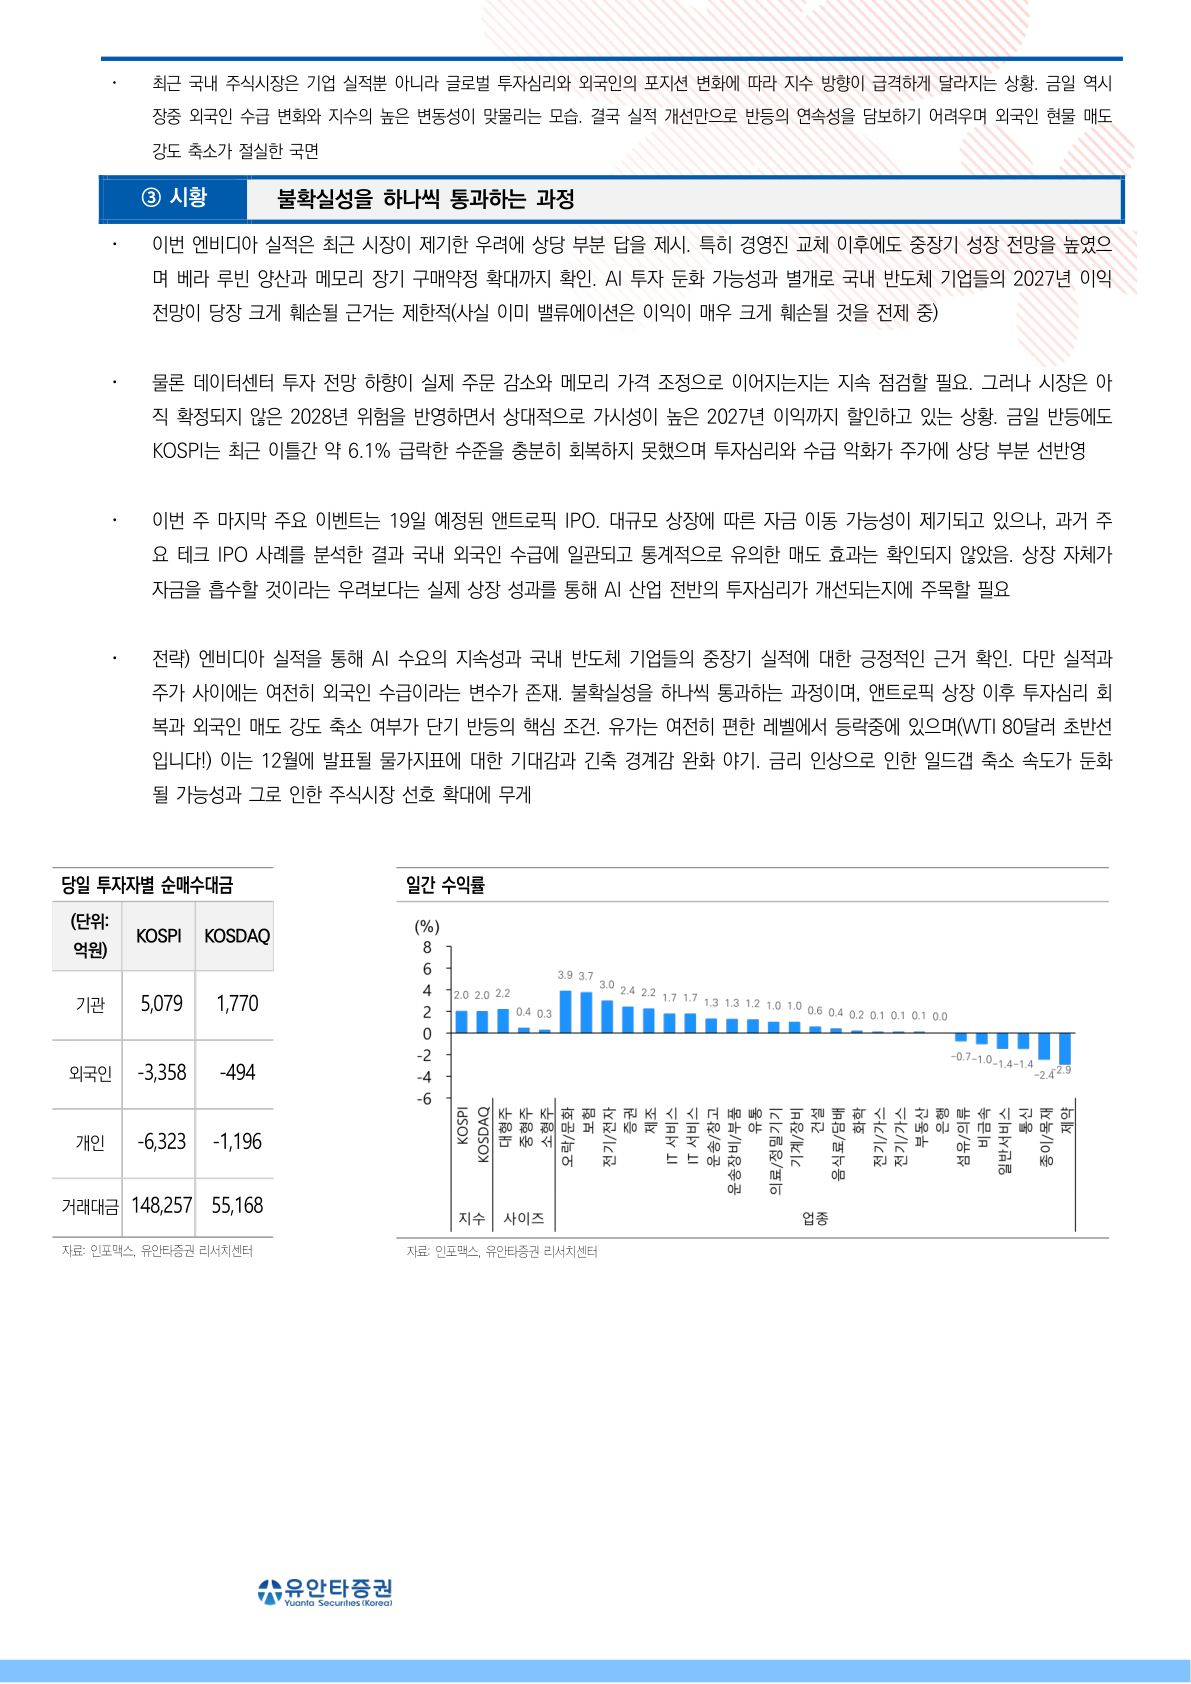 · 최근 국내 주식시장은 기업 실적뿐 아니라 글로벌 투자심리와 외국인의 포지션 변화에 따라 지수 방향이 급격하게 달라지는 상황. 금일 역시
장중 외국인 수급 변화와 지수의 높은 변동성이 맞물리는 모습. 결국 실적 개선만으로 반등의 연속성을 담보하기 어려우며 외국인 현물 매도
강도 축소가 절실한 국면
③ 시황 불확실성을 하나씩 통과하는 과정
· 이번 엔비디아 실적은 최근 시장이 제기한 우려에 상당 부분 답을 제시. 특히 경영진 교체 이후에도 중장기 성장 전망을 높였으
며 베라 루빈 양산과 메모리 장기 구매약정 확대까지 확인. AI 투자 둔화 가능성과 별개로 국내 반도체 기업들의 2027년 이익
전망이 당장 크게 훼손될 근거는 제한적(사실 이미 밸류에이션은 이익이 매우 크게 훼손될 것을 전제 중)
· 물론 데이터센터 투자 전망 하향이 실제 주문 감소와 메모리 가격 조정으로 이어지는지는 지속 점검할 필요. 그러나 시장은 아
직 확정되지 않은 2028년 위험을 반영하면서 상대적으로 가시성이 높은 2027년 이익까지 할인하고 있는 상황. 금일 반등에도
KOSPI는 최근 이틀간 약 6.1% 급락한 수준을 충분히 회복하지 못했으며 투자심리와 수급 악화가 주가에 상당 부분 선반영
· 이번 주 마지막 주요 이벤트는 19일 예정된 앤트로픽 IPO. 대규모 상장에 따른 자금 이동 가능성이 제기되고 있으나, 과거 주
요 테크 IPO 사례를 분석한 결과 국내 외국인 수급에 일관되고 통계적으로 유의한 매도 효과는 확인되지 않았음. 상장 자체가
자금을 흡수할 것이라는 우려보다는 실제 상장 성과를 통해 AI 산업 전반의 투자심리가 개선되는지에 주목할 필요
· 전략) 엔비디아 실적을 통해 AI 수요의 지속성과 국내 반도체 기업들의 중장기 실적에 대한 긍정적인 근거 확인. 다만 실적과
주가 사이에는 여전히 외국인 수급이라는 변수가 존재. 불확실성을 하나씩 통과하는 과정이며, 앤트로픽 상장 이후 투자심리 회
복과 외국인 매도 강도 축소 여부가 단기 반등의 핵심 조건. 유가는 여전히 편한 레벨에서 등락중에 있으며(WTI 80달러 초반선
입니다!) 이는 12월에 발표될 물가지표에 대한 기대감과 긴축 경계감 완화 야기. 금리 인상으로 인한 일드갭 축소 속도가 둔화
될 가능성과 그로 인한 주식시장 선호 확대에 무게
당일 투자자별 순매수대금
(단위: 억원) KOSPI KOSDAQ
기관 5,079 1,770
외국인 -3,358 -494
개인 -6,323 -1,196
거래대금 148,257 55,168
자료: 인포맥스, 유안타증권 리서치센터
일간 수익률
(%)
8
6
4
2
0
-2
-4
-6
2.0 2.0 2.2 0.4 0.3 3.9 3.7 3.0 2.4 2.2 1.7 1.7 1.3 1.3 1.2 1.0 1.0 0.6 0.4 0.2 0.1 0.1 0.1 0.0 -0.7 -1.0 -1.4 -1.4 -2.4 -2.9
KOSPI
KOSDAQ
대형주
중형주
소형주
오락/문화
보험
전기/전자
증권
제조
IT 서비스
IT 서비스
운송/창고
운송장비/부품
유통
의료/정밀기기
기계/장비
건설
음식료/담배
화학
전기/가스
전기/가스
부동산
은행
섬유/의류
비금속
일반서비스
통신
종이/목재
제약
지수 사이즈 업종
자료: 인포맥스, 유안타증권 리서치센터
유안타증권
Yuanta Securities (Korea)